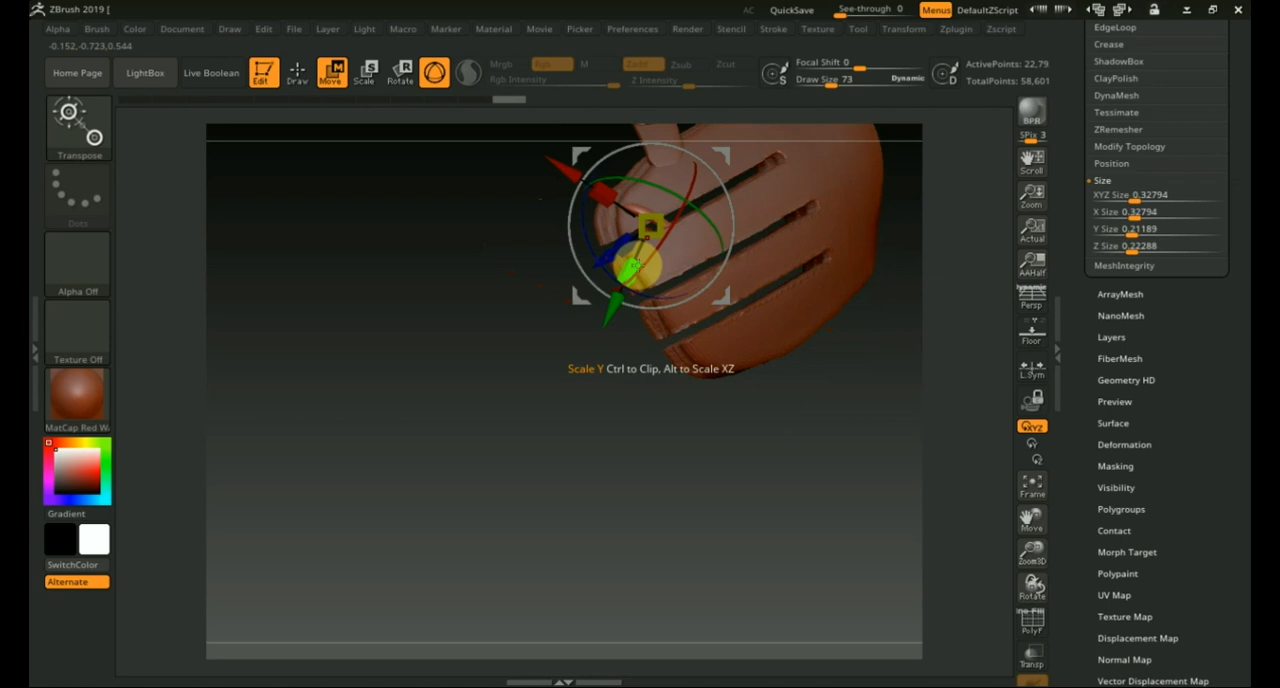 ZBrush 2019 [
AC QuickSave See-through 0 Menus DefaultZScript
Alpha Brush Color Document Draw Edit File Layer Light Macro Marker Material Movie Picker Preferences Render Stencil Stroke Texture Tool Transform Zplugin Zscript
-0.152,-0.723,0.544
Home Page LightBox Live Boolean Edit Draw Move Scale Rotate
Mrgb Rgb M Zadd Zsub Zcut
Rgb Intensity Z Intensity
S Focal Shift 0
Draw Size 73 Dynamic
D ActivePoints: 22,79
TotalPoints: 58,601
Transpose
Dots
Alpha Off
Texture Off
MatCap Red W
Gradient
SwitchColor
Alternate
Scale Y Ctrl to Clip, Alt to Scale XZ
BPR
SPix 3
Scroll
Zoom
Actual
AAHalf
Dynamic
Persp
Floor
L.Sym
XYZ
Y
Z
Frame
Move
Zoom3D
Rotate
Line Fill
PolyF
Transp
EdgeLoop
Crease
ShadowBox
ClayPolish
DynaMesh
Tessimate
ZRemesher
Modify Topology
Position
Size
XYZ Size 0.32794
X Size 0.32794
Y Size 0.21189
Z Size 0.22288
MeshIntegrity
ArrayMesh
NanoMesh
Layers
FiberMesh
Geometry HD
Preview
Surface
Deformation
Masking
Visibility
Polygroups
Contact
Morph Target
Polypaint
UV Map
Texture Map
Displacement Map
Normal Map
Vector Displacement Map